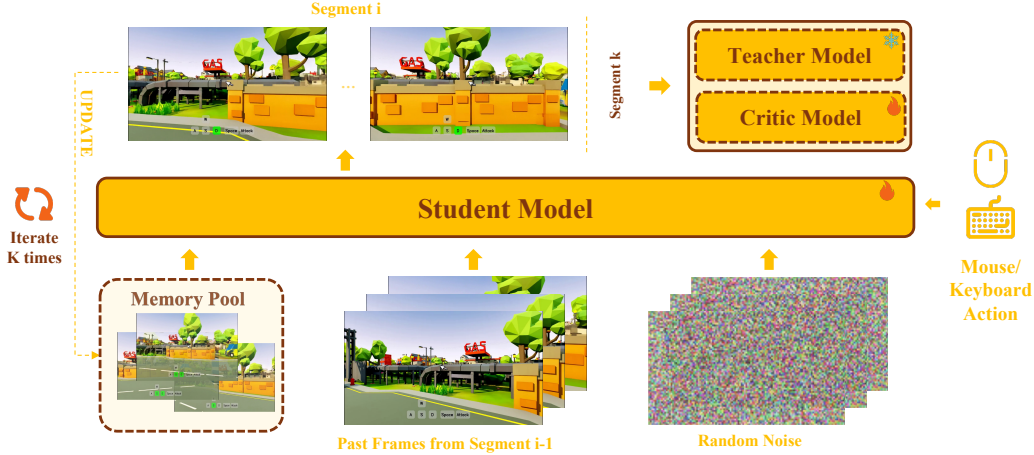 Segment i
GAS
GAS
...
W
A S D Space Attack
W
A S S Space Attack
UPDATE
Segment k
Teacher Model
Critic Model
Student Model
Iterate
K times
Mouse/
Keyboard
Action
Memory Pool
GAS
W
A S D Space Attack
Past Frames from Segment i-1
Random Noise